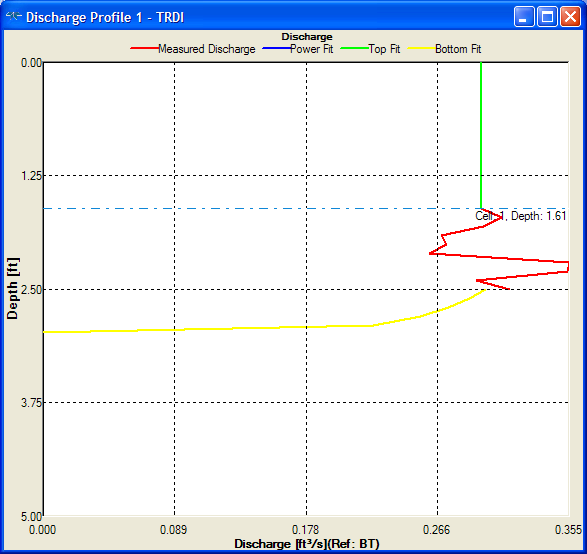 Discharge Profile 1 - TRDI
Discharge
Measured Discharge Power Fit Top Fit Bottom Fit
0.00
1.25
Cell: 1, Depth: 1.61
Depth [ft]
2.50
3.75
5.00
0.000 0.089 0.178 0.266 0.355
Discharge [ft³/s](Ref: BT)